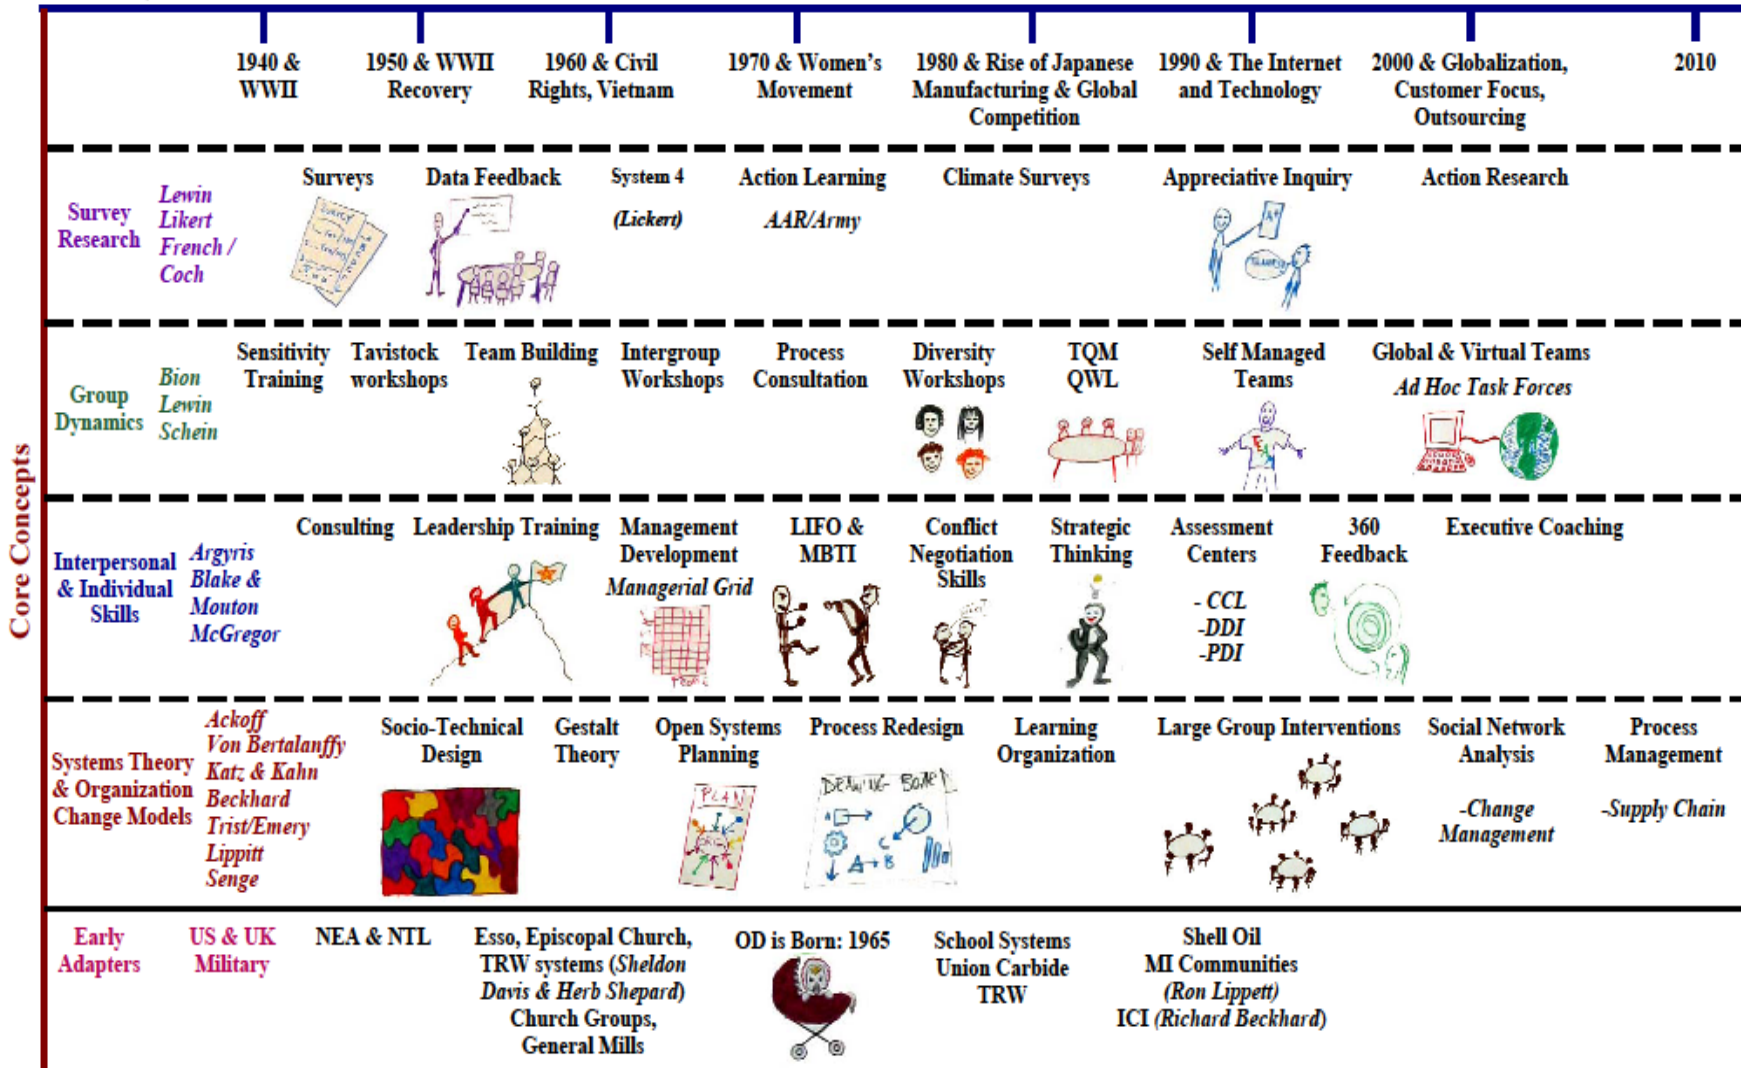 1940 &
WWII
1950 & WWII
Recovery
1960 & Civil
Rights, Vietnam
1970 & Women's
Movement
1980 & Rise of Japanese
Manufacturing & Global
Competition
1990 & The Internet
and Technology
2000 & Globalization,
Customer Focus,
Outsourcing
2010
Core Concepts
Survey
Research
Lewin
Likert
French /
Coch
Surveys
SURVEY
Data Feedback
System 4
(Lickert)
Action Learning
AAR/Army
Climate Surveys
Appreciative Inquiry
A+
Action Research
Group
Dynamics
Bion
Lewin
Schein
Sensitivity
Training
Tavistock
workshops
Team Building
Intergroup
Workshops
Process
Consultation
Diversity
Workshops
TQM
QWL
Self Managed
Teams
TEAM
Global & Virtual Teams
Ad Hoc Task Forces
Interpersonal
& Individual
Skills
Argyris
Blake &
Mouton
McGregor
Consulting
Leadership Training
Management
Development
Managerial Grid
LIFO &
MBTI
Conflict
Negotiation
Skills
Strategic
Thinking
Assessment
Centers
- CCL
-DDI
-PDI
360
Feedback
Executive Coaching
Systems Theory
& Organization
Change Models
Ackoff
Von Bertalanffy
Katz & Kahn
Beckhard
Trist/Emery
Lippitt
Senge
Socio-Technical
Design
Gestalt
Theory
Open Systems
Planning
PLAN
ORG
Process Redesign
DRAWING BOARD
A
C
A → B
Learning
Organization
Large Group Interventions
Social Network
Analysis
-Change
Management
Process
Management
-Supply Chain
Early
Adapters
US & UK
Military
NEA & NTL
Esso, Episcopal Church,
TRW systems (Sheldon
Davis & Herb Shepard)
Church Groups,
General Mills
OD is Born: 1965
School Systems
Union Carbide
TRW
Shell Oil
MI Communities
(Ron Lippett)
ICI (Richard Beckhard)